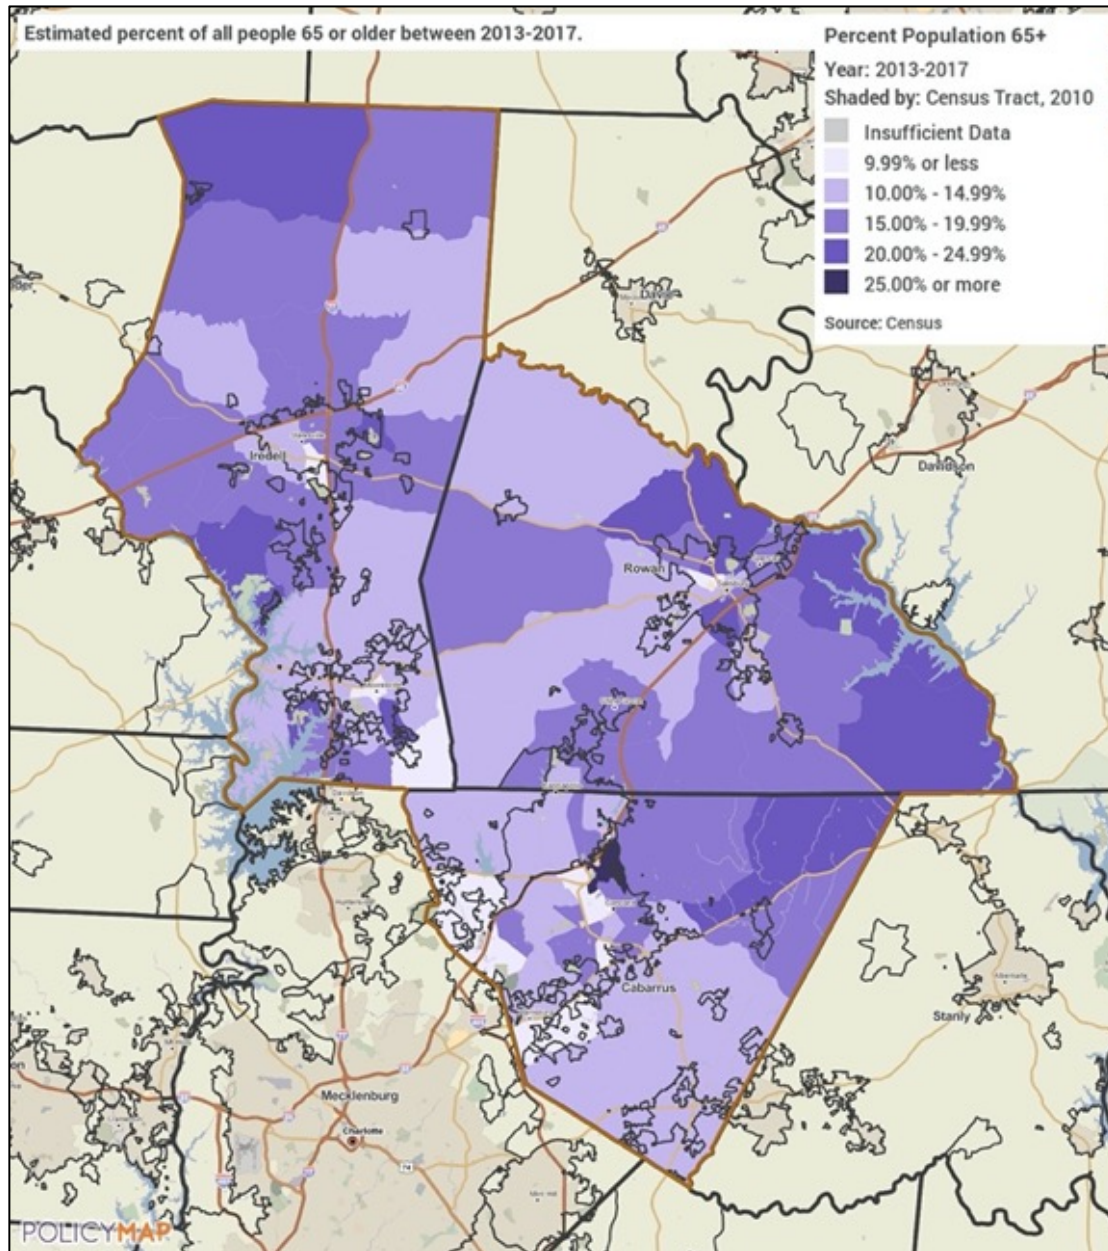 Estimated percent of all people 65 or older between 2013-2017.
Percent Population 65+
Year: 2013-2017
Shaded by: Census Tract, 2010
Insufficient Data
9.99% or less
10.00% - 14.99%
15.00% - 19.99%
20.00% - 24.99%
25.00% or more
Source: Census
Davie
Iredell
Davidson
Rowan
Cabarrus
Stanly
Mecklenburg
Charlotte
74
POLICYMAP